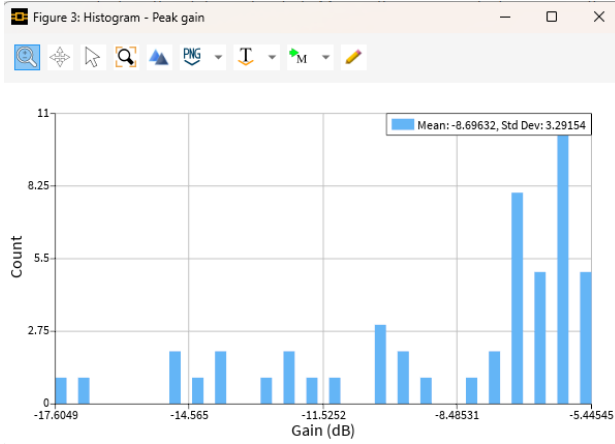 Figure 3: Histogram - Peak gain
PNG
T
M
11
Mean: -8.69632, Std Dev: 3.29154
8.25
5.5
2.75
0
Count
-17.6049 -14.565 -11.5252 -8.48531 -5.44545
Gain (dB)